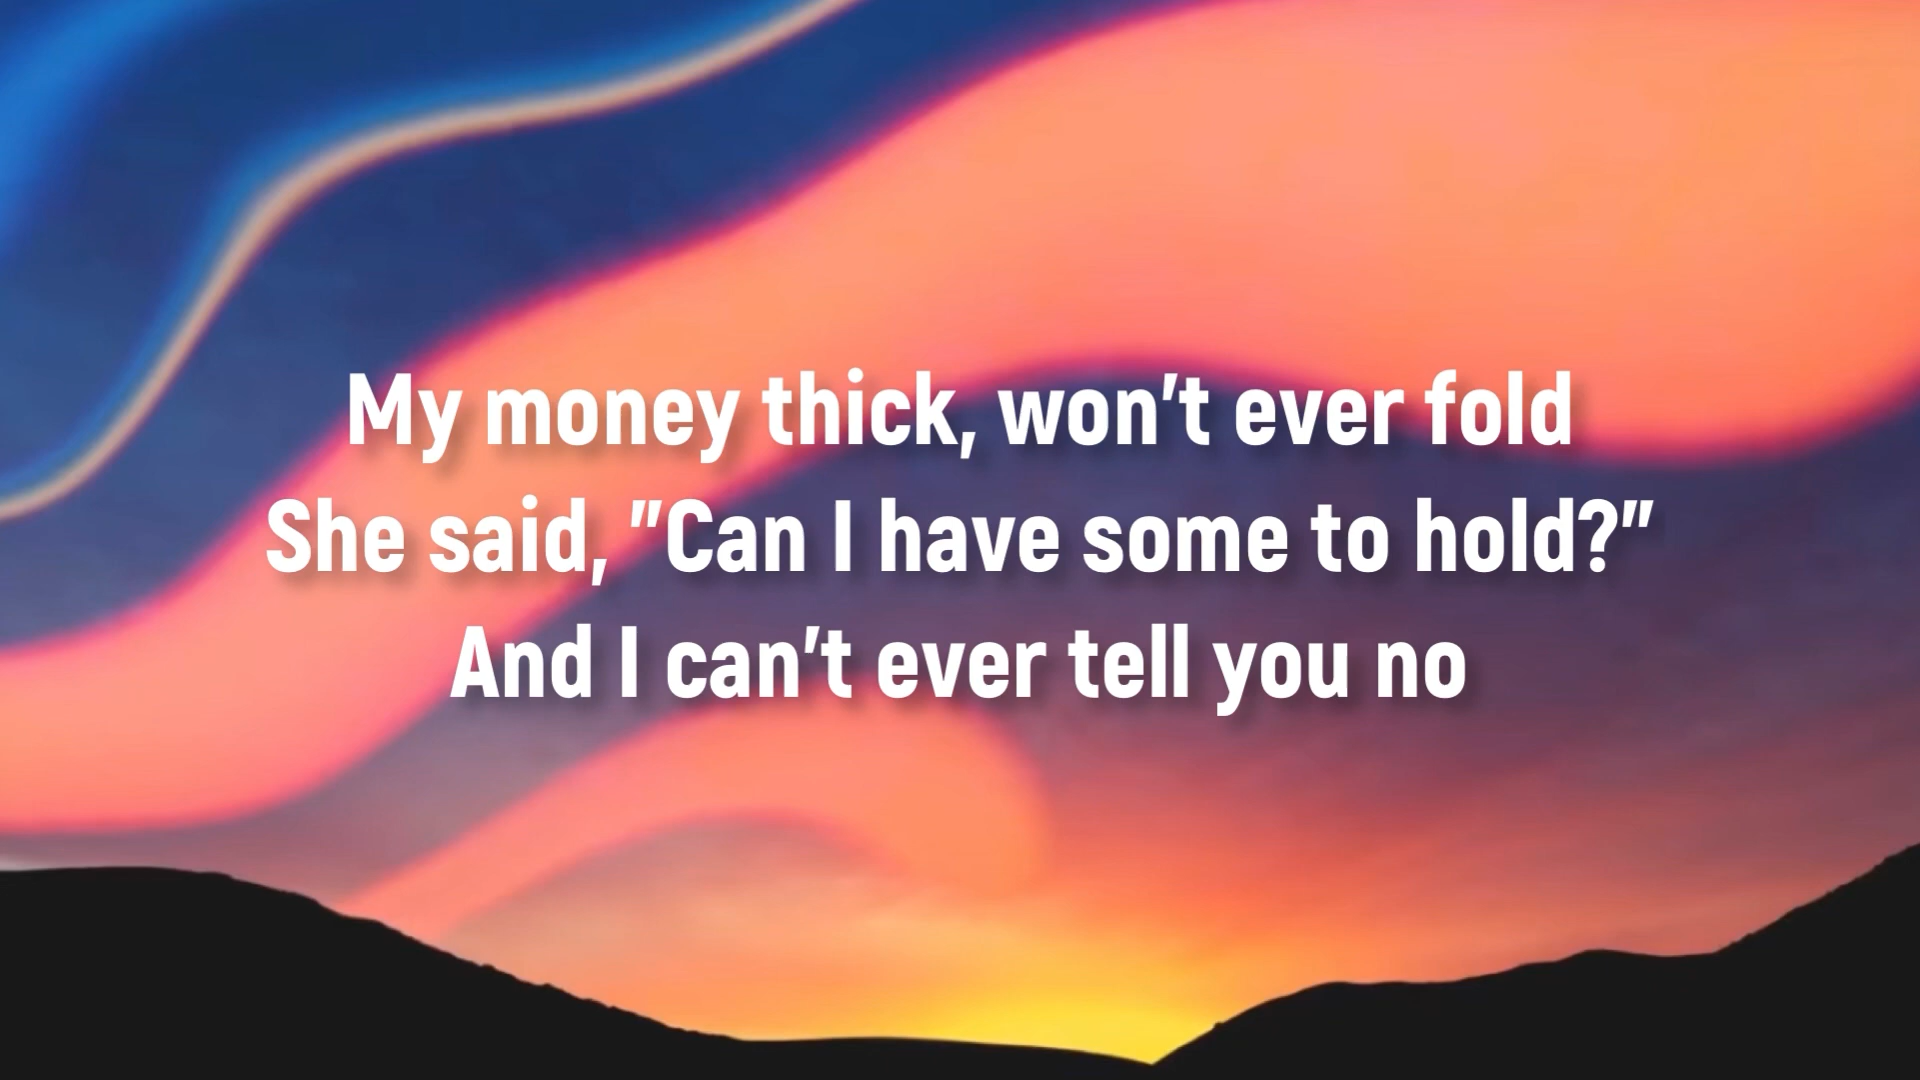 My money thick, won't ever fold
She said, "Can I have some to hold?"
And I can't ever tell you no